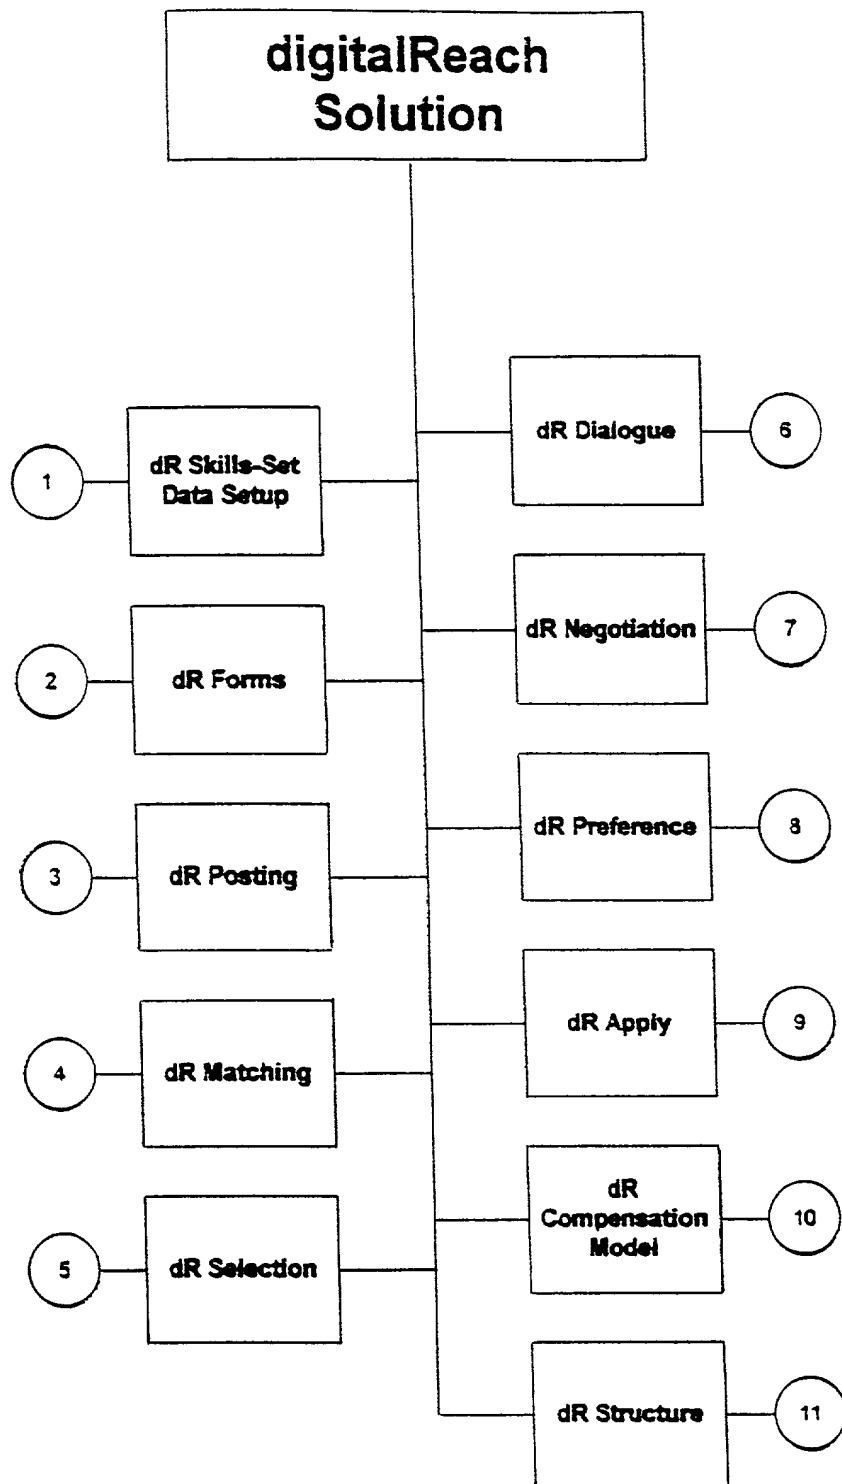 digitalReach
Solution
1
dR Skills-Set
Data Setup
2
dR Forms
3
dR Posting
4
dR Matching
5
dR Selection
dR Dialogue
6
dR Negotiation
7
dR Preference
8
dR Apply
9
dR
Compensation
Model
10
dR Structure
11